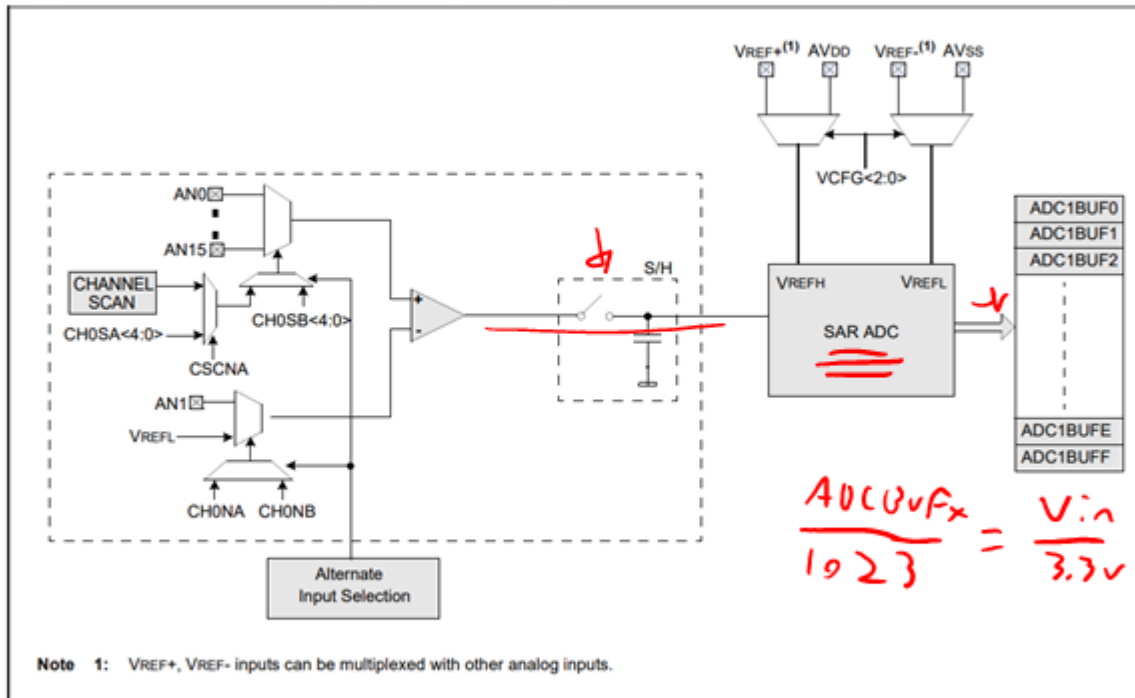 VREF+(1) AVDD VREF-(1) AVSS
VCFG<2:0>
AN0
AN15
CHANNEL
SCAN
CH0SA<4:0>
CH0SB<4:0>
CSCNA
AN1
VREFL
CH0NA CH0NB
+
-
S/H
VREFH VREFL
SAR ADC
ADC1BUF0
ADC1BUF1
ADC1BUF2
ADC1BUFE
ADC1BUFF
Alternate
Input Selection
ADCBUFx
1023
=
Vin
3.3v
Note 1: VREF+, VREF- inputs can be multiplexed with other analog inputs.